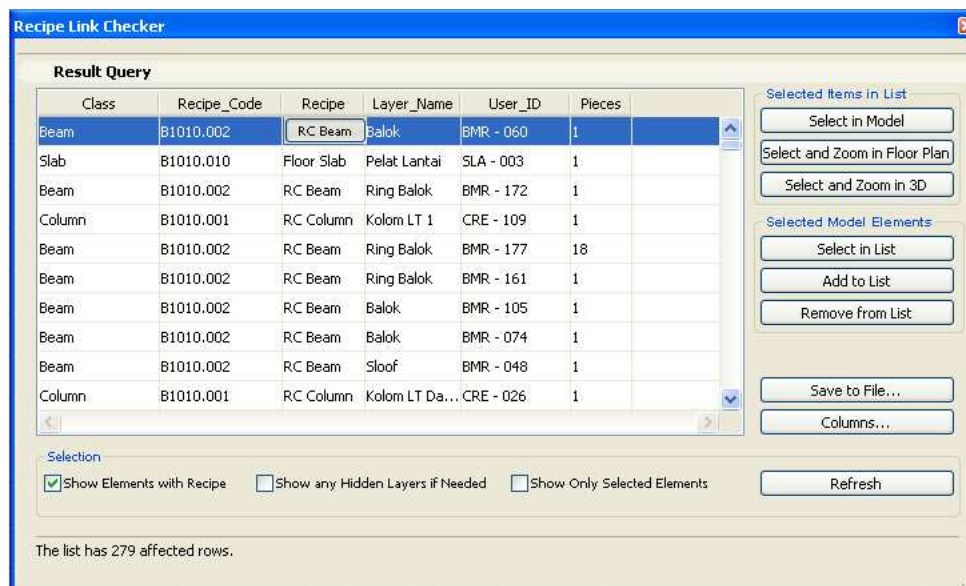 Recipe Link Checker
Result Query
Class Recipe_Code Recipe Layer_Name User_ID Pieces
Beam B1010.002 RC Beam Balok BMR - 060 1
Slab B1010.010 Floor Slab Pelat Lantai SLA - 003 1
Beam B1010.002 RC Beam Ring Balok BMR - 172 1
Column B1010.001 RC Column Kolom LT 1 CRE - 109 1
Beam B1010.002 RC Beam Ring Balok BMR - 177 18
Beam B1010.002 RC Beam Ring Balok BMR - 161 1
Beam B1010.002 RC Beam Balok BMR - 105 1
Beam B1010.002 RC Beam Balok BMR - 074 1
Beam B1010.002 RC Beam Sloof BMR - 048 1
Column B1010.001 RC Column Kolom LT Da... CRE - 026 1
Selected Items in List
Select in Model
Select and Zoom in Floor Plan
Select and Zoom in 3D
Selected Model Elements
Select in List
Add to List
Remove from List
Save to File...
Columns...
Selection
Show Elements with Recipe Show any Hidden Layers if Needed Show Only Selected Elements
Refresh
The list has 279 affected rows.